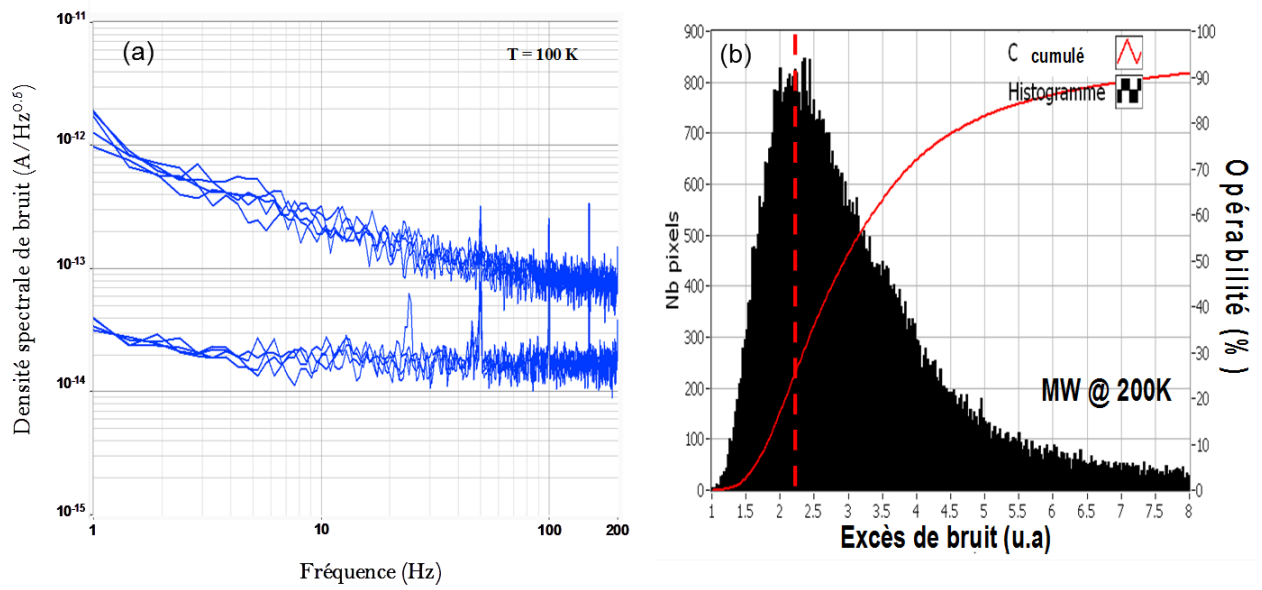 (a)
T = 100 K
Densité spectrale de bruit (A/Hz^0.5)
10-11
10-12
10-13
10-14
10-15
1
10
100
200
Fréquence (Hz)
(b)
C cumulé
Histogramme
MW @ 200K
Nb pixels
900
800
700
600
500
400
300
200
100
0
100
90
80
70
60
50
40
30
20
10
0
Opérabilité (%)
1 1.5 2 2.5 3 3.5 4 4.5 5 5.5 6 6.5 7 7.5 8
Excès de bruit (u.a)